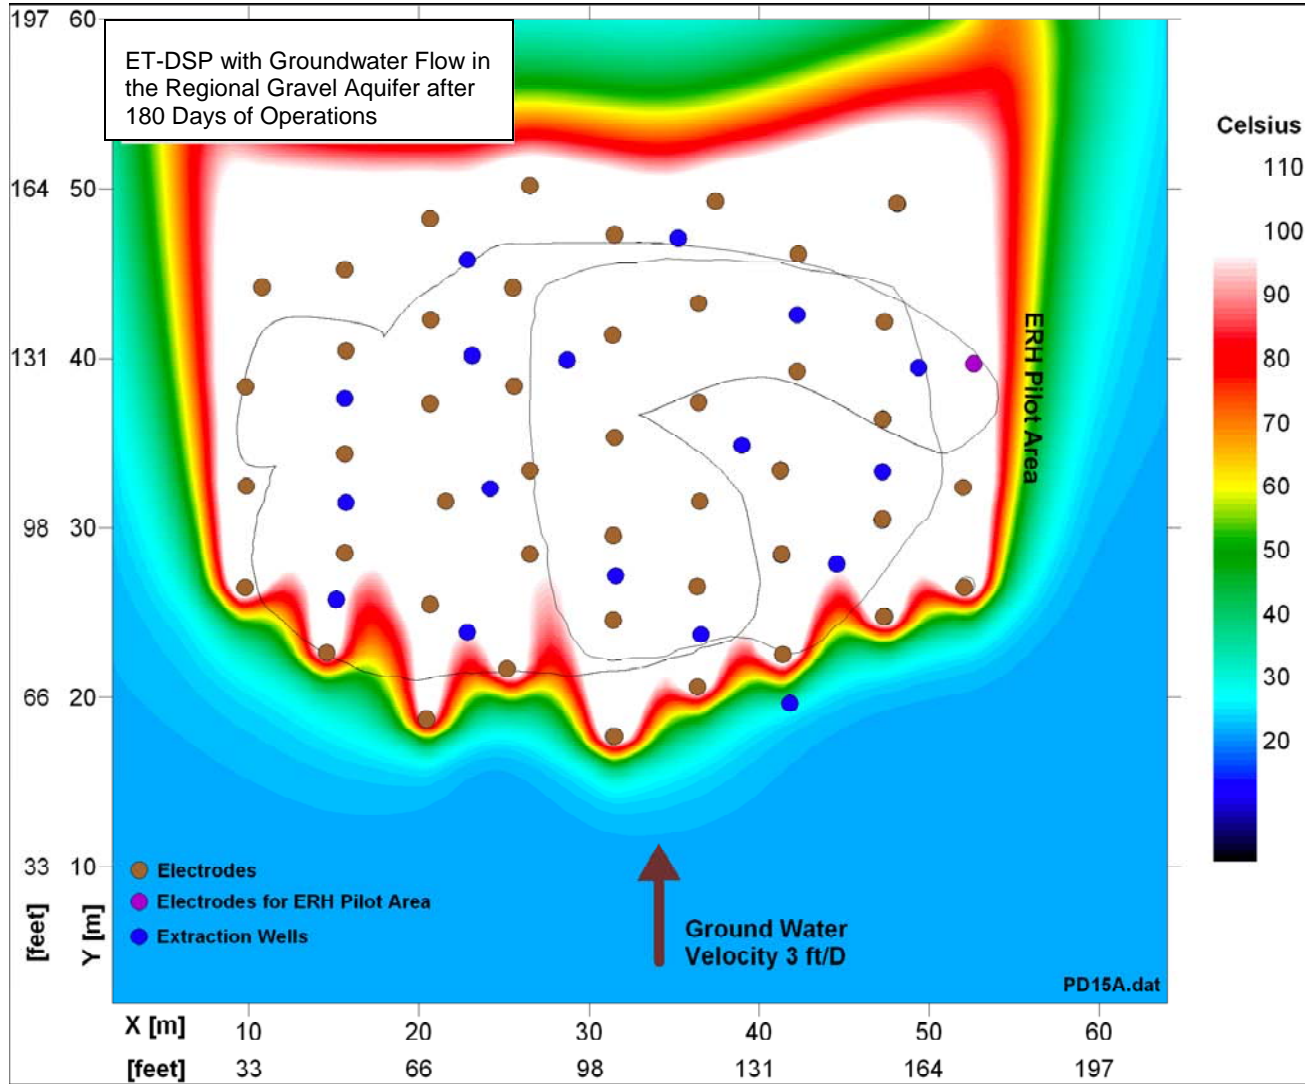 197 60
ET-DSP with Groundwater Flow in
the Regional Gravel Aquifer after
180 Days of Operations
Celsius
110
100
90
80
70
60
50
40
30
20
164 50
131 40
98 30
66 20
33 10
[feet]
Y [m]
ERH Pilot Area
Electrodes
Electrodes for ERH Pilot Area
Extraction Wells
Ground Water
Velocity 3 ft/D
PD15A.dat
X [m] 10 20 30 40 50 60
[feet] 33 66 98 131 164 197